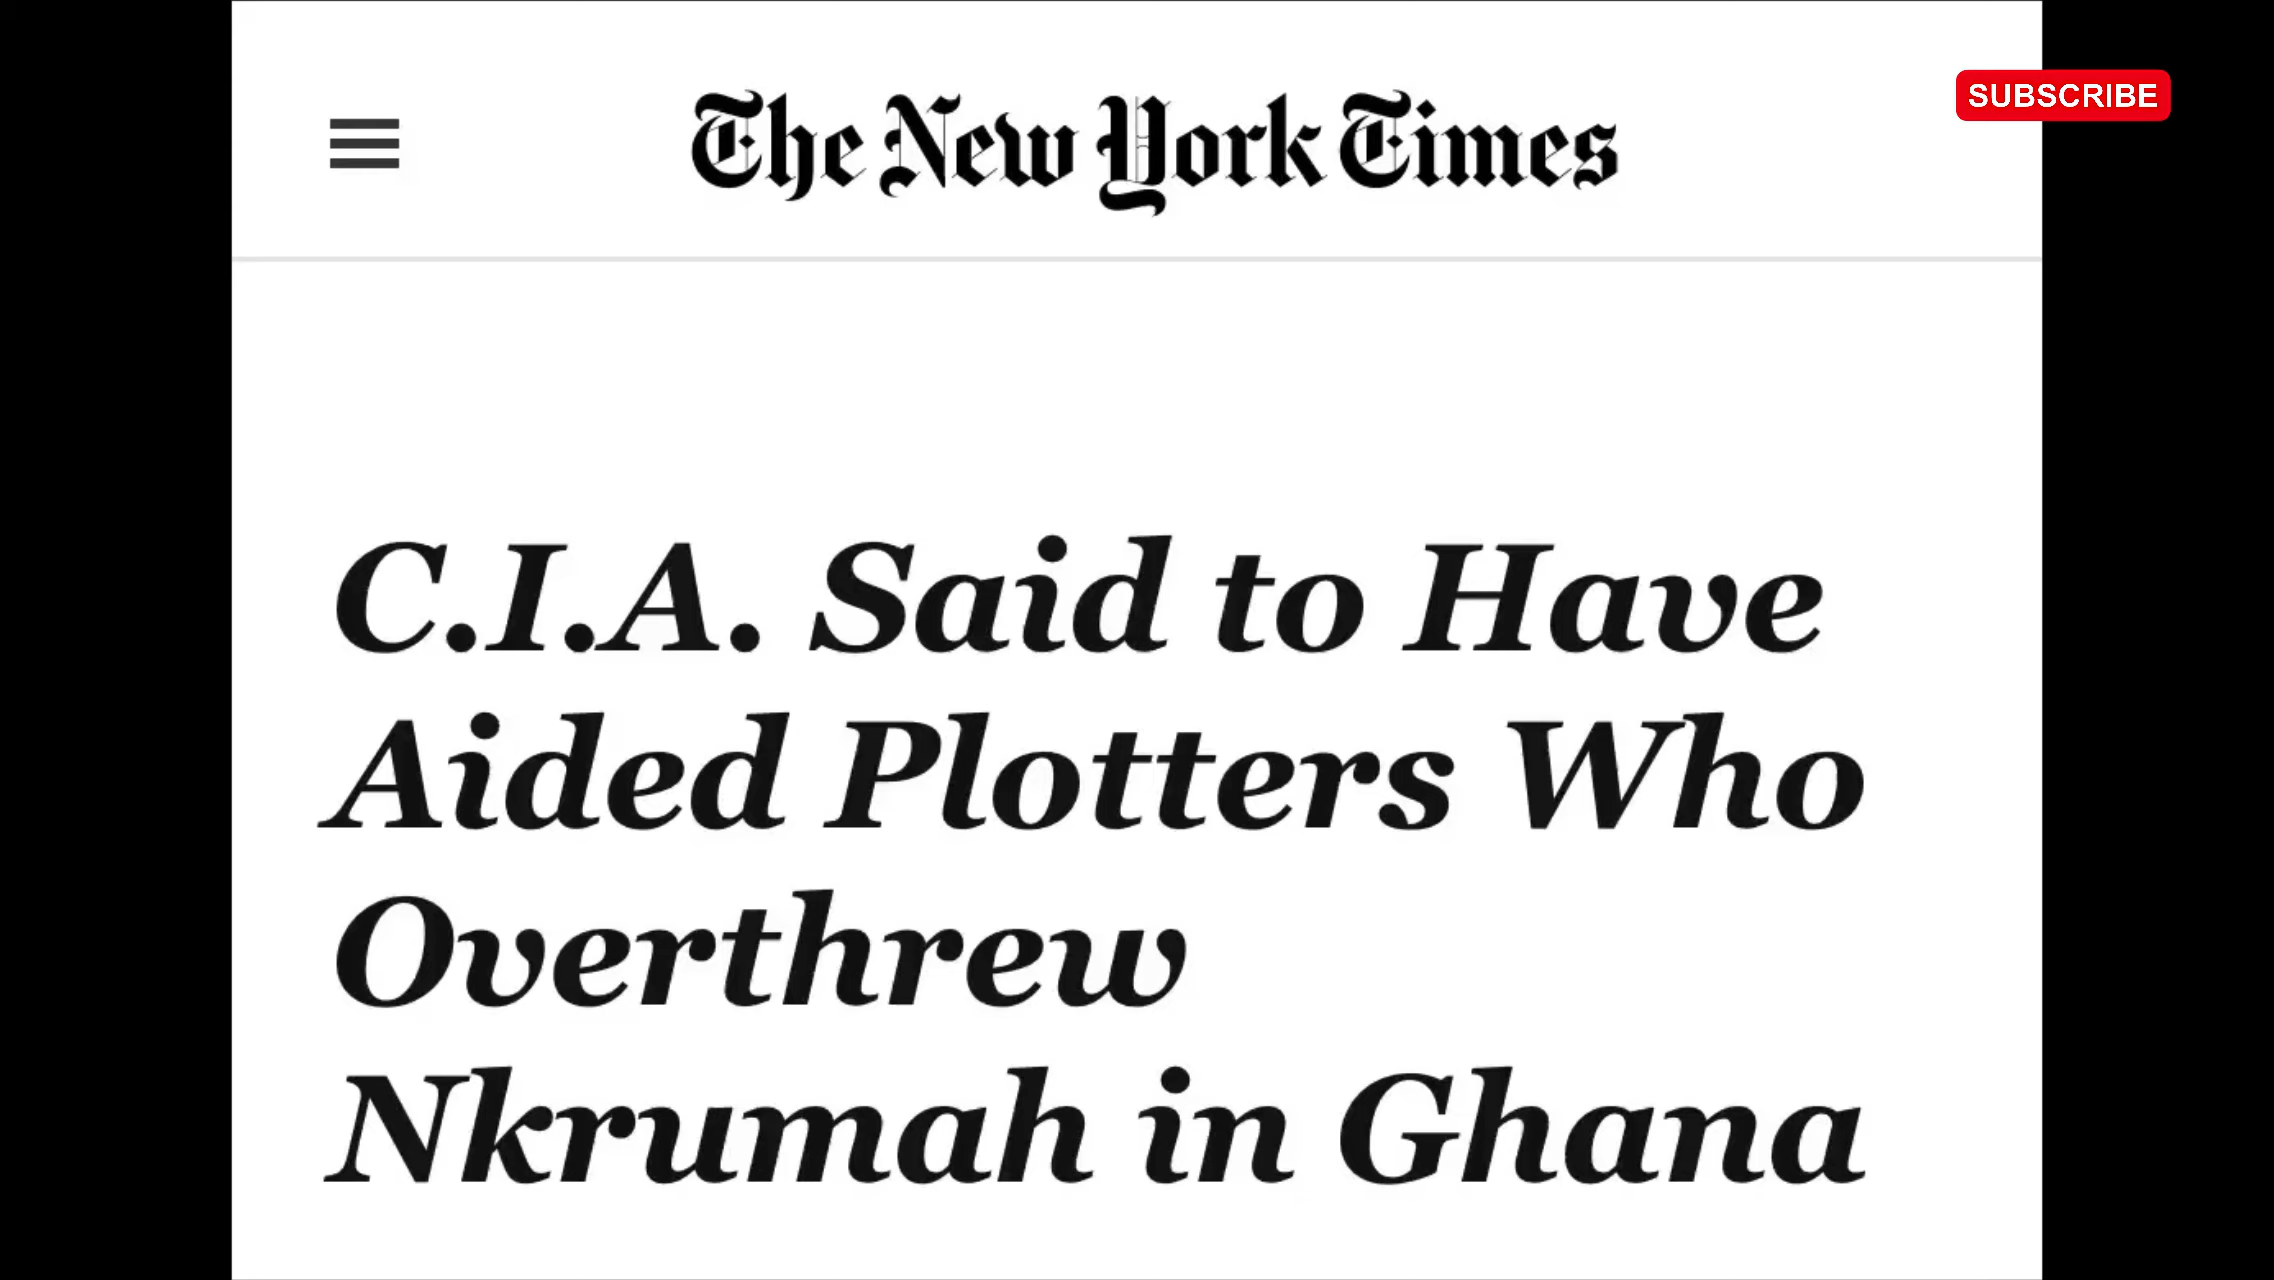 The New York Times
SUBSCRIBE
C.I.A. Said to Have
Aided Plotters Who
Overthrew
Nkrumah in Ghana